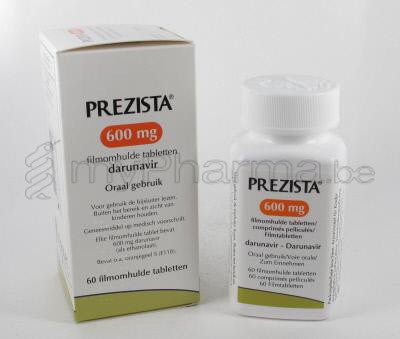 PREZISTA®
600 mg
filmomhulde tabletten
darunavir
Oraal gebruik
Voor gebruik de bijsluiter lezen.
Buiten het bereik en zicht van
kinderen houden.
Geneesmiddel op medisch voorschrift.
Elke filmomhulde tablet bevat
600 mg darunavir
(als ethanolaat).
Bevat o.a. oranjegeel S (E110).
60 filmomhulde tabletten
PREZISTA®
600 mg
filmomhulde tabletten/
comprimés pelliculés/
Filmtabletten
darunavir - Darunavir
Oraal gebruik/Voie orale/
Zum Einnehmen
60 filmomhulde tabletten
60 comprimés pelliculés
60 Filmtabletten
myPharma.be